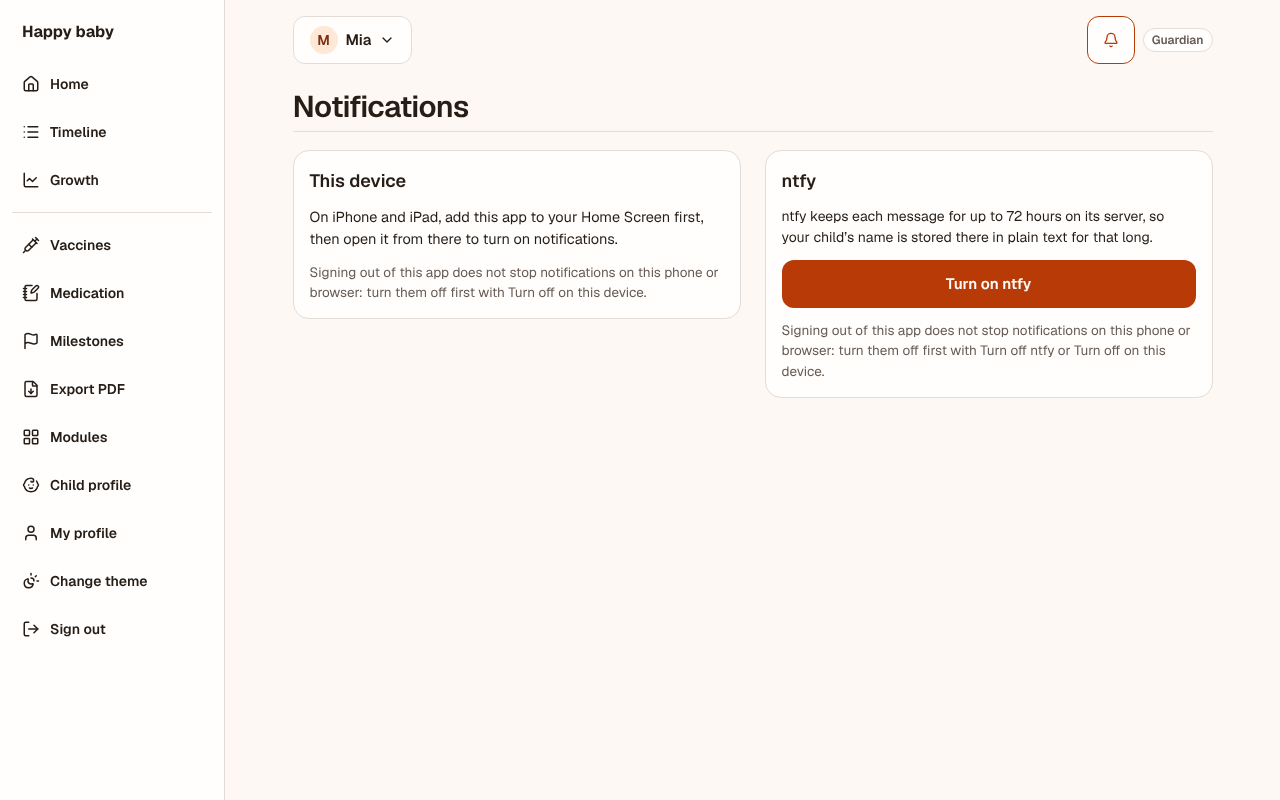 Happy baby
Home
Timeline
Growth
Vaccines
Medication
Milestones
Export PDF
Modules
Child profile
My profile
Change theme
Sign out
M Mia
Guardian
Notifications
This device
On iPhone and iPad, add this app to your Home Screen first,
then open it from there to turn on notifications.
Signing out of this app does not stop notifications on this phone or
browser: turn them off first with Turn off on this device.
ntfy
ntfy keeps each message for up to 72 hours on its server, so
your child's name is stored there in plain text for that long.
Turn on ntfy
Signing out of this app does not stop notifications on this phone or
browser: turn them off first with Turn off ntfy or Turn off on this
device.